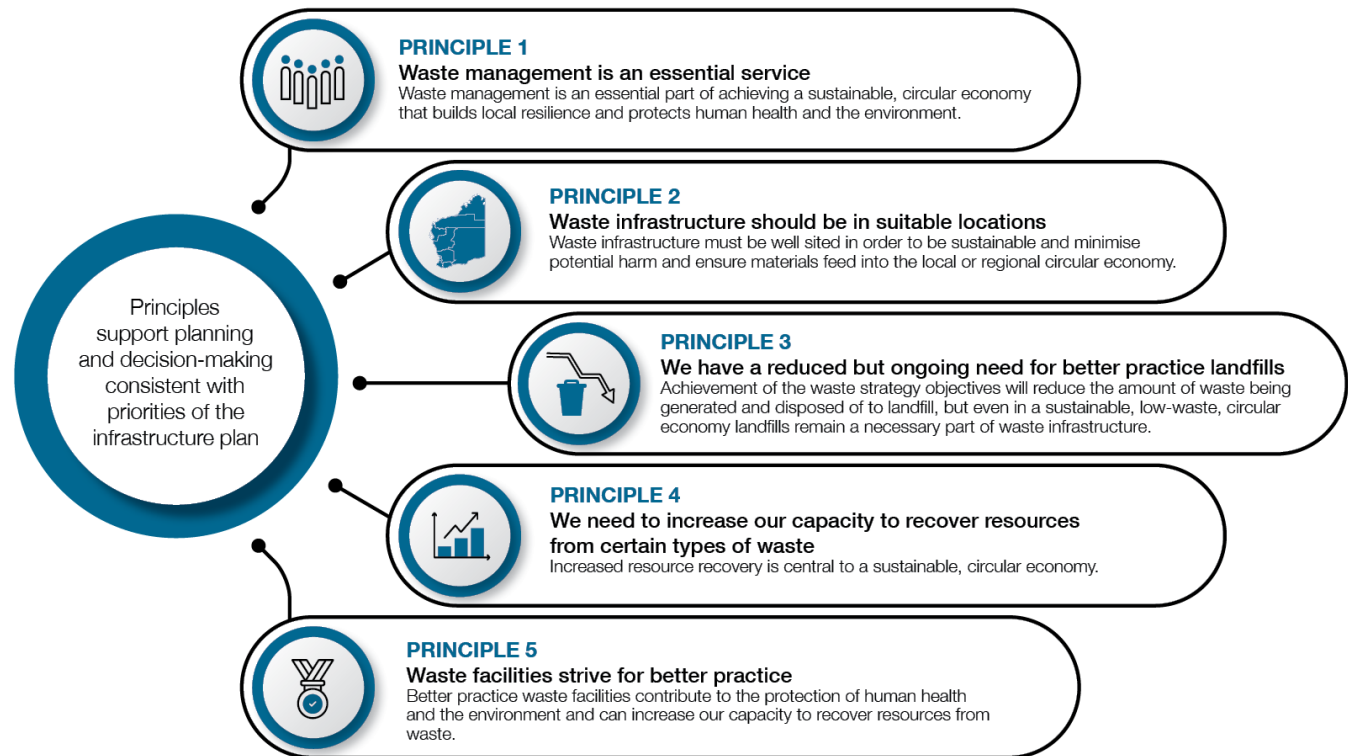 PRINCIPLE 1
Waste management is an essential service
Waste management is an essential part of achieving a sustainable, circular economy
that builds local resilience and protects human health and the environment.
PRINCIPLE 2
Waste infrastructure should be in suitable locations
Waste infrastructure must be well sited in order to be sustainable and minimise
potential harm and ensure materials feed into the local or regional circular economy.
Principles
support planning
and decision-making
consistent with
priorities of the
infrastructure plan
PRINCIPLE 3
We have a reduced but ongoing need for better practice landfills
Achievement of the waste strategy objectives will reduce the amount of waste being
generated and disposed of to landfill, but even in a sustainable, low-waste, circular
economy landfills remain a necessary part of waste infrastructure.
PRINCIPLE 4
We need to increase our capacity to recover resources
from certain types of waste
Increased resource recovery is central to a sustainable, circular economy.
PRINCIPLE 5
Waste facilities strive for better practice
Better practice waste facilities contribute to the protection of human health
and the environment and can increase our capacity to recover resources from
waste.